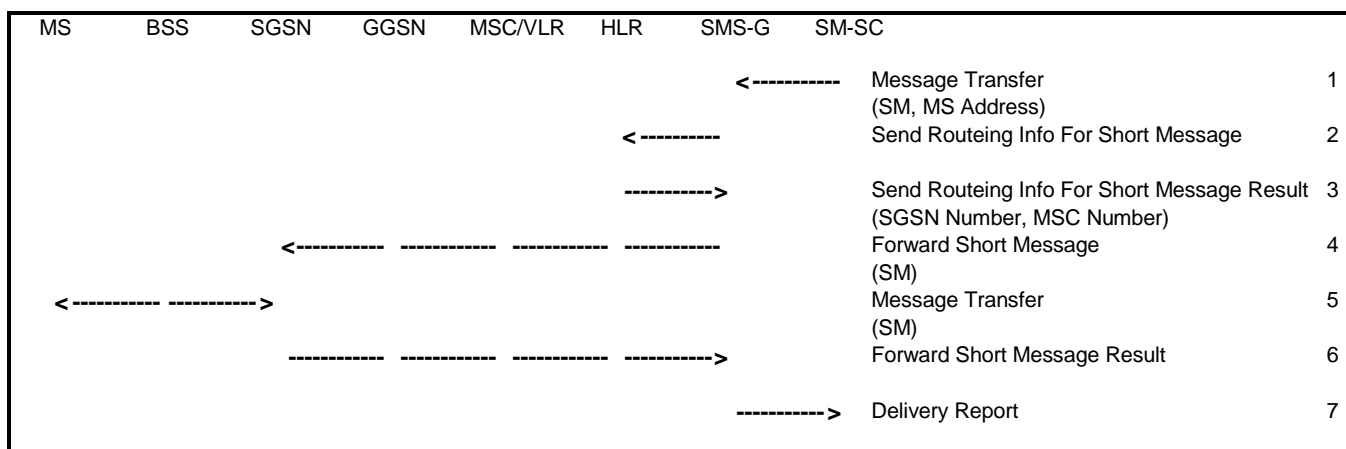 MS BSS SGSN GGSN MSC/VLR HLR SMS-G SM-SC
Message Transfer 1
(SM, MS Address)
Send Routeing Info For Short Message 2
Send Routeing Info For Short Message Result 3
(SGSN Number, MSC Number)
Forward Short Message 4
(SM)
Message Transfer 5
(SM)
Forward Short Message Result 6
Delivery Report 7